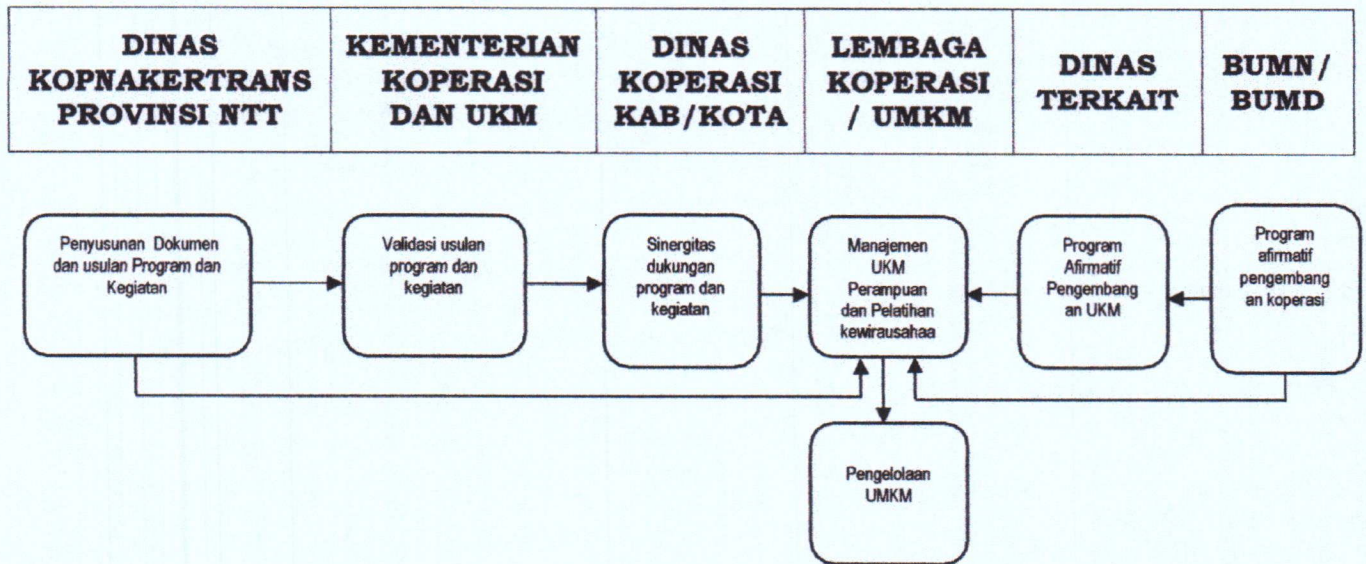 DINAS
KOPNAKERTRANS
PROVINSI NTT
KEMENTERIAN
KOPERASI
DAN UKM
DINAS
KOPERASI
KAB/KOTA
LEMBAGA
KOPERASI
/ UMKM
DINAS
TERKAIT
BUMN/
BUMD
Penyusunan Dokumen
dan usulan Program dan
Kegiatan
Validasi usulan
program dan
kegiatan
Sinergitas
dukungan
program dan
kegiatan
Manajemen
UKM
Perampuan
dan Pelatihan
kewirausahaa
Program
Afirmatif
Pengembang
an UKM
Program
afirmatif
pengembang
an koperasi
Pengelolaan
UMKM